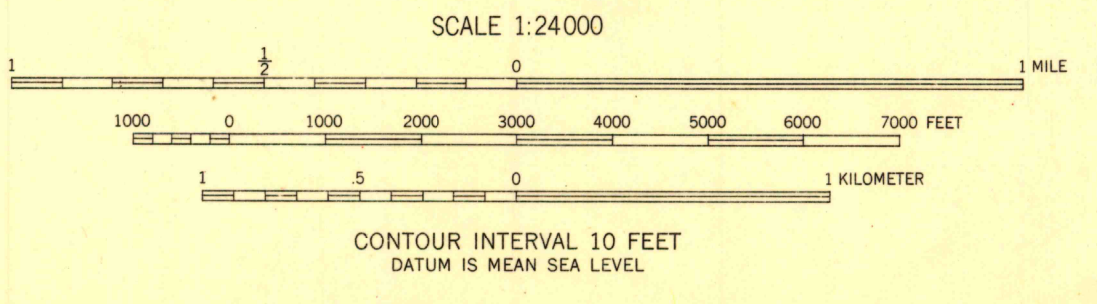 SCALE 1:24000
1 1/2 0 1 MILE
1000 0 1000 2000 3000 4000 5000 6000 7000 FEET
1 .5 0 1 KILOMETER
CONTOUR INTERVAL 10 FEET
DATUM IS MEAN SEA LEVEL